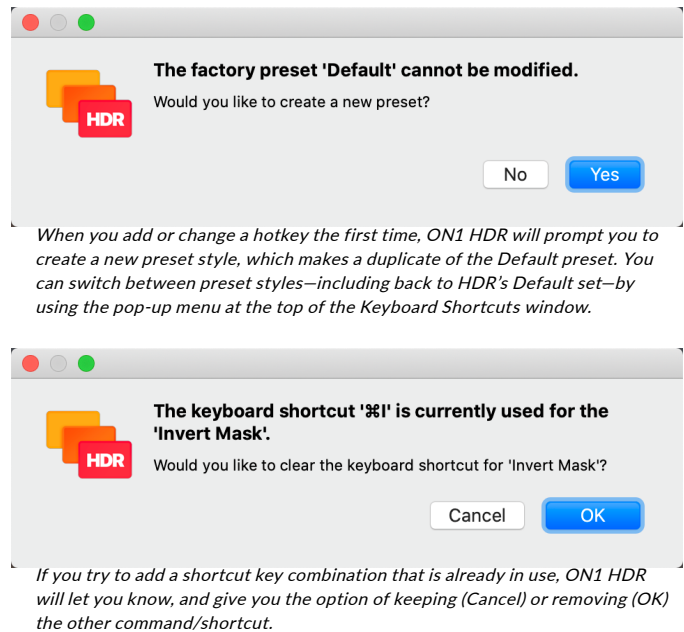 The factory preset 'Default' cannot be modified.
Would you like to create a new preset?
HDR
No
Yes
When you add or change a hotkey the first time, ON1 HDR will prompt you to
create a new preset style, which makes a duplicate of the Default preset. You
can switch between preset styles—including back to HDR's Default set—by
using the pop-up menu at the top of the Keyboard Shortcuts window.
The keyboard shortcut '⌘I' is currently used for the
'Invert Mask'.
HDR
Would you like to clear the keyboard shortcut for 'Invert Mask'?
Cancel
OK
If you try to add a shortcut key combination that is already in use, ON1 HDR
will let you know, and give you the option of keeping (Cancel) or removing (OK)
the other command/shortcut.